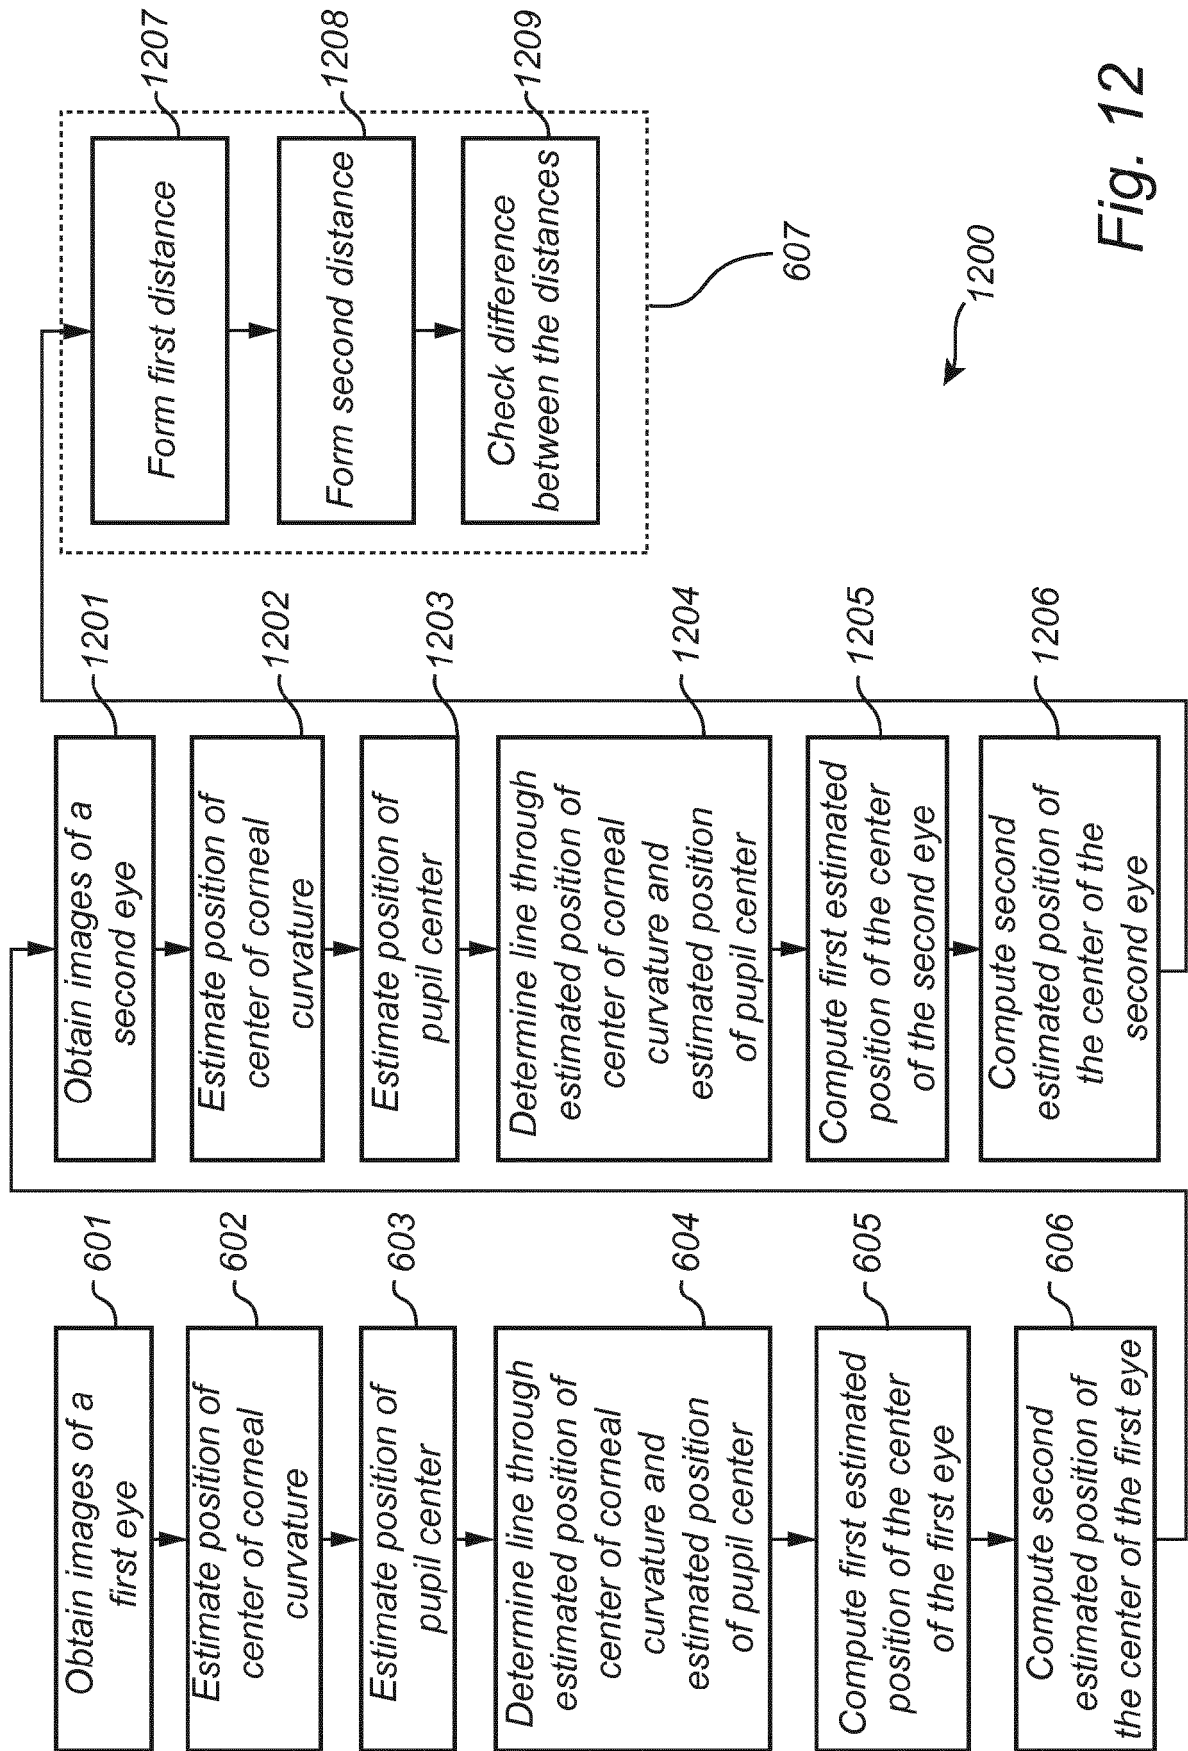 Obtain images of a
first eye
601
Estimate position of
center of corneal
curvature
602
Estimate position of
pupil center
603
Determine line through
estimated position of
center of corneal
curvature and
estimated position
of pupil center
604
Compute first estimated
position of the center
of the first eye
605
Compute second
estimated position of
the center of the first eye
606
Obtain images of a
second eye
1201
Estimate position of
center of corneal
curvature
1202
Estimate position of
pupil center
1203
Determine line through
estimated position of
center of corneal
curvature and
estimated position
of pupil center
1204
Compute first estimated
position of the center
of the second eye
1205
Compute second
estimated position of
the center of the
second eye
1206
Form first distance
1207
Form second distance
1208
Check difference
between the distances
1209
607
1200
Fig. 12